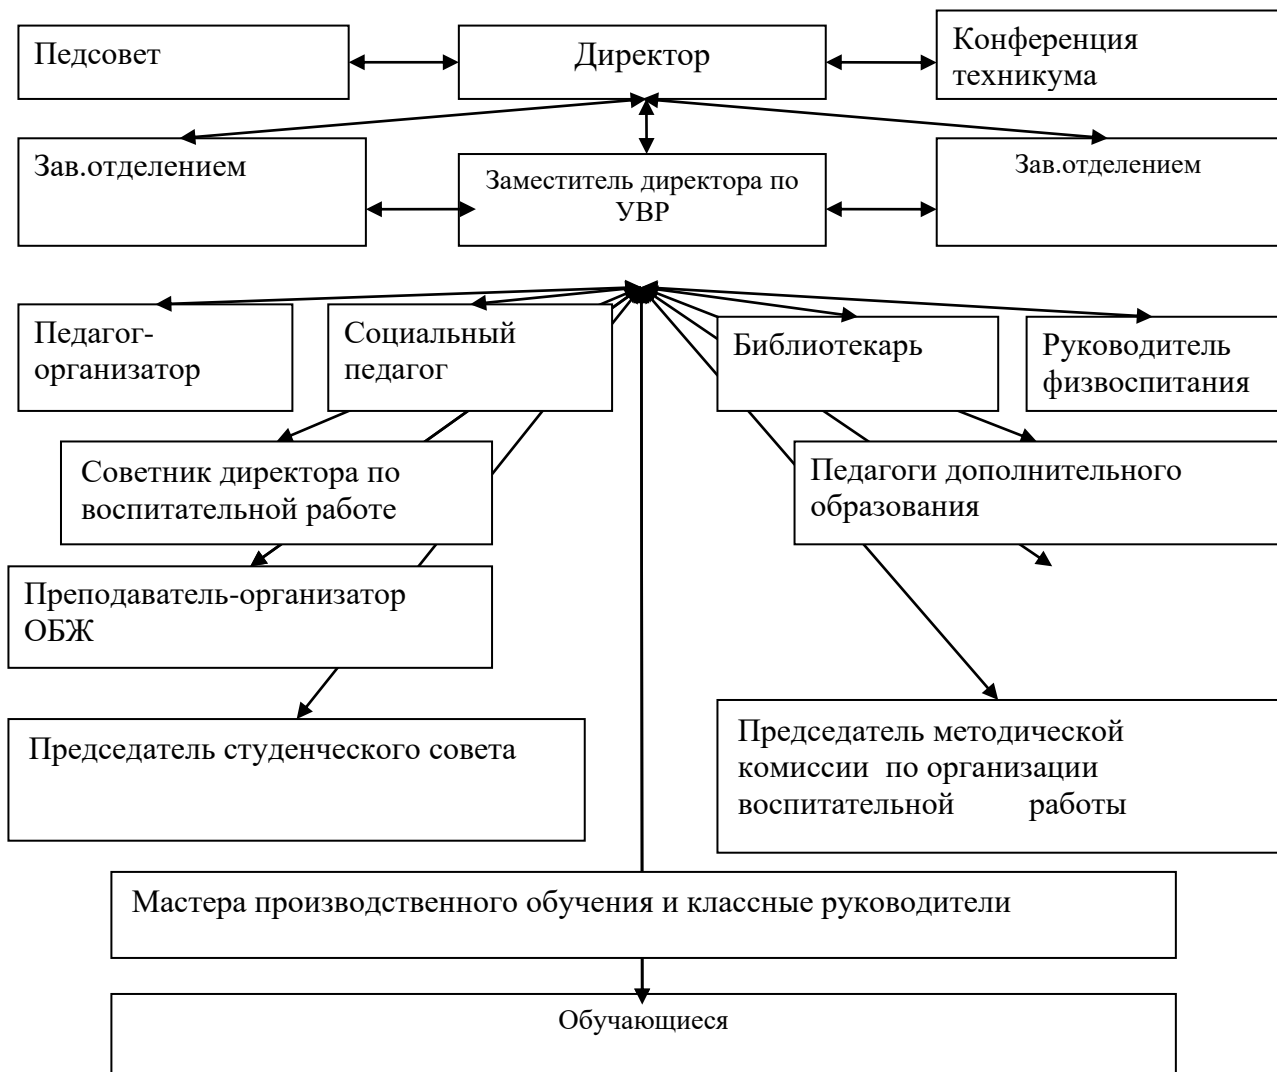 Педсовет
Директор
Конференция
техникума
Зав.отделением
Заместитель директора по
УВР
Зав.отделением
Педагог-
организатор
Социальный
педагог
Библиотекарь
Руководитель
физвоспитания
Советник директора по
воспитательной работе
Педагоги дополнительного
образования
Преподаватель-организатор
ОБЖ
Председатель студенческого совета
Председатель методической
комиссии по организации
воспитательной работы
Мастера производственного обучения и классные руководители
Обучающиеся